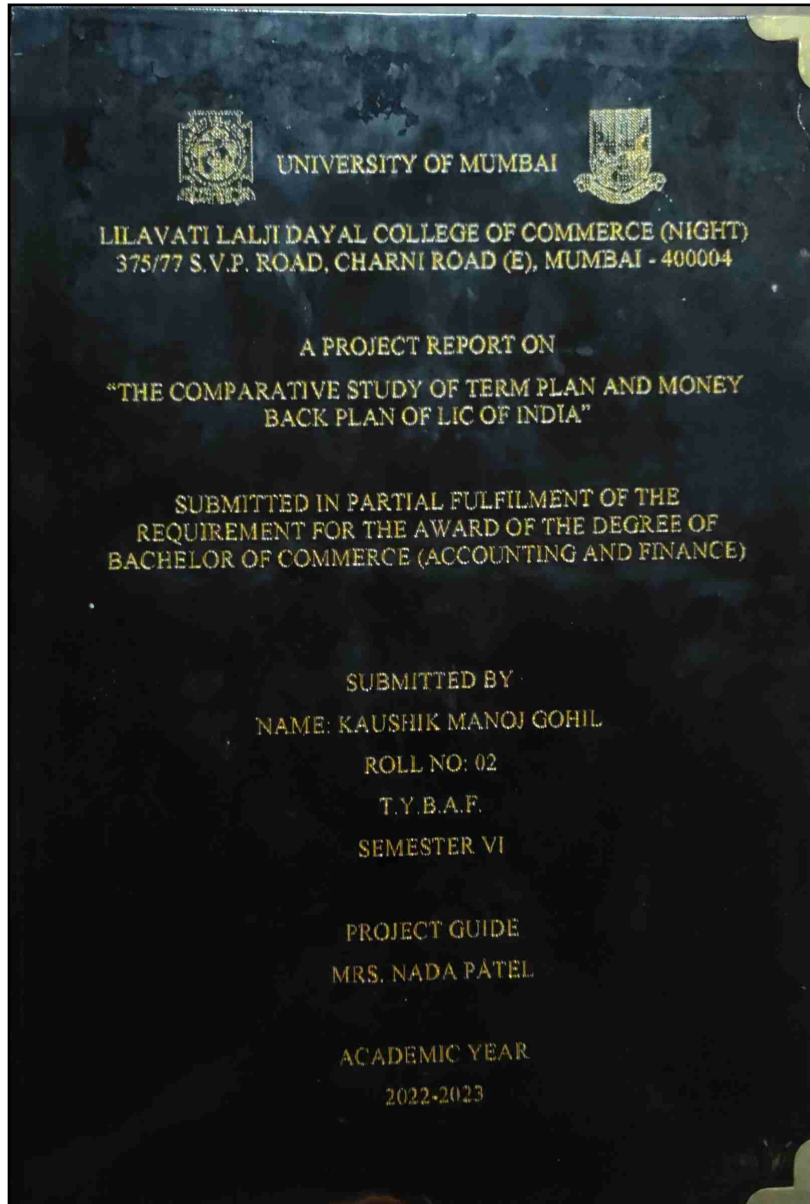 UNIVERSITY OF MUMBAI
LILAVATI LALJI DAYAL COLLEGE OF COMMERCE (NIGHT)
375/77 S.V.P. ROAD, CHARNI ROAD (E), MUMBAI - 400004
A PROJECT REPORT ON
“THE COMPARATIVE STUDY OF TERM PLAN AND MONEY
BACK PLAN OF LIC OF INDIA”
SUBMITTED IN PARTIAL FULFILMENT OF THE
REQUIREMENT FOR THE AWARD OF THE DEGREE OF
BACHELOR OF COMMERCE (ACCOUNTING AND FINANCE)
SUBMITTED BY
NAME: KAUSHIK MANOJ GOHIL
ROLL NO: 02
T.Y.B.A.F.
SEMESTER VI
PROJECT GUIDE
MRS. NADA PATEL
ACADEMIC YEAR
2022-2023